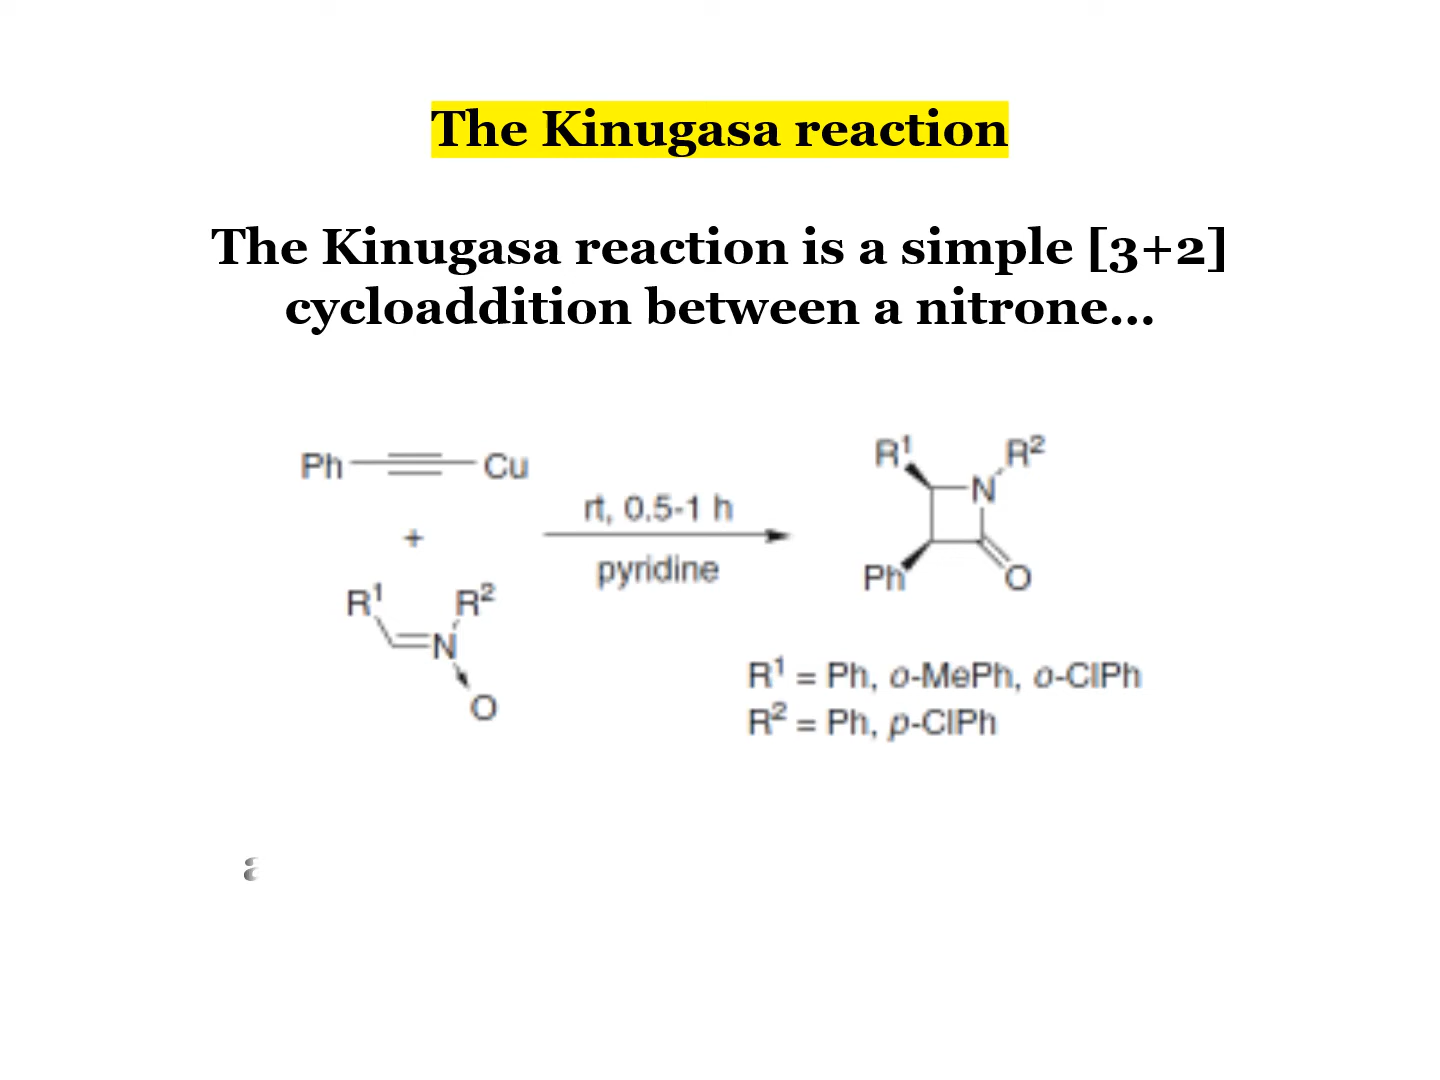 The Kinugasa reaction
The Kinugasa reaction is a simple [3+2]
cycloaddition between a nitrone...
Ph Cu
+
R¹ R²
N
O
rt, 0.5-1 h
pyridine
R¹ R²
N
Ph O
R¹ = Ph, o-MePh, o-ClPh
R² = Ph, p-ClPh